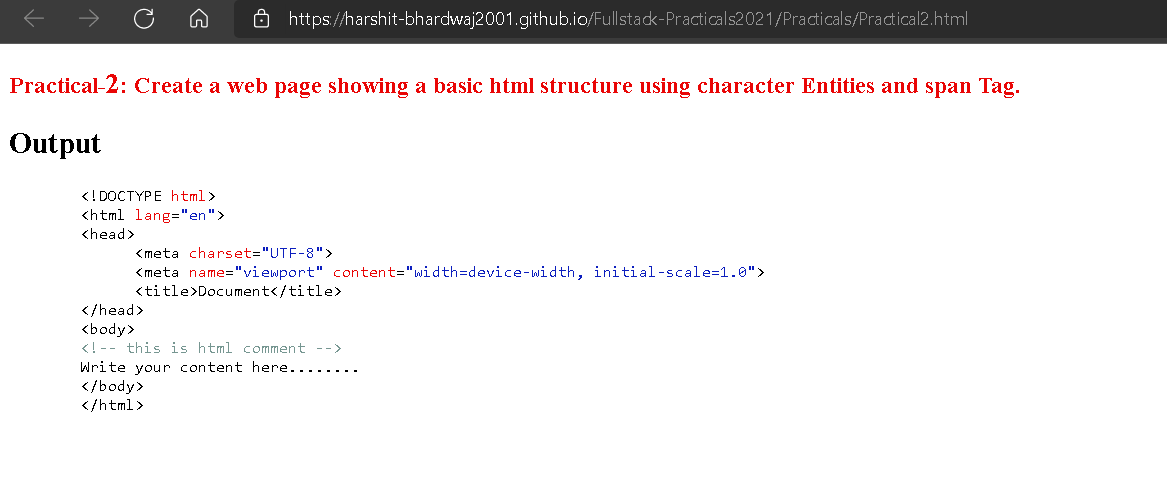 https://harshit-bhardwaj2001.github.io/Fullstack-Practicals2021/Practicals/Practical2.html
Practical-2: Create a web page showing a basic html structure using character Entities and span Tag.
Output
<!DOCTYPE html>
<html lang="en">
<head>
<meta charset="UTF-8">
<meta name="viewport" content="width=device-width, initial-scale=1.0">
<title>Document</title>
</head>
<body>
<!-- this is html comment -->
Write your content here........
</body>
</html>